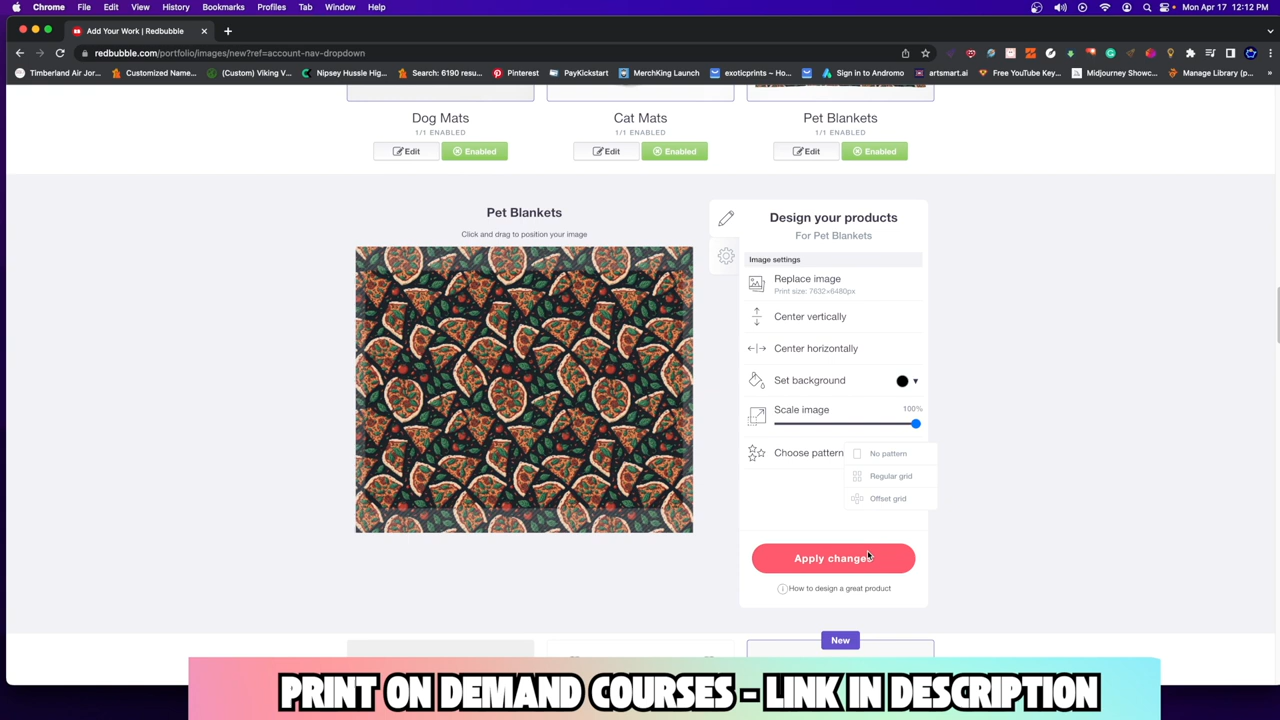 Chrome File Edit View History Bookmarks Profiles Tab Window Help Mon Apr 17 12:12 PM
Add Your Work | Redbubble
redbubble.com/portfolio/images/new?ref=account-nav-dropdown
Timberland Air Jor... Customized Name... (Custom) Viking V... Nipsey Hussle Hig... Search: 6190 resu... Pinterest PayKickstart MerchKing Launch exoticprints ~ Ho... Sign in to Andromo artsmart.ai Free YouTube Key... Midjourney Showc... Manage Library (p... »
Dog Mats Cat Mats Pet Blankets
1/1 ENABLED 1/1 ENABLED 1/1 ENABLED
Edit Enabled Edit Enabled Edit Enabled
Pet Blankets
Click and drag to position your image
Design your products
For Pet Blankets
Image settings
Replace image
Print size: 7632×6480px
Center vertically
Center horizontally
Set background
Scale image 100%
Choose pattern No pattern
Regular grid
Offset grid
Apply changes
How to design a great product
New
PRINT ON DEMAND COURSES - LINK IN DESCRIPTION